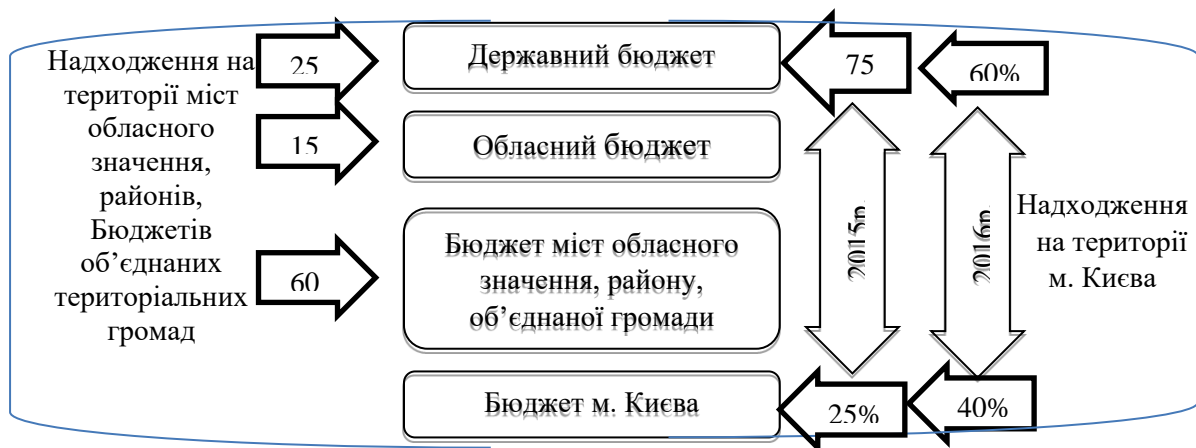 Надходження на
території міст
обласного
значення,
районів,
Бюджетів
об’єднаних
територіальних
громад
25
15
60
Державний бюджет
Обласний бюджет
Бюджет міст обласного
значення, району,
об’єднаної громади
Бюджет м. Києва
75
60%
2015р.
2016р.
25%
40%
Надходження
на території
м. Києва